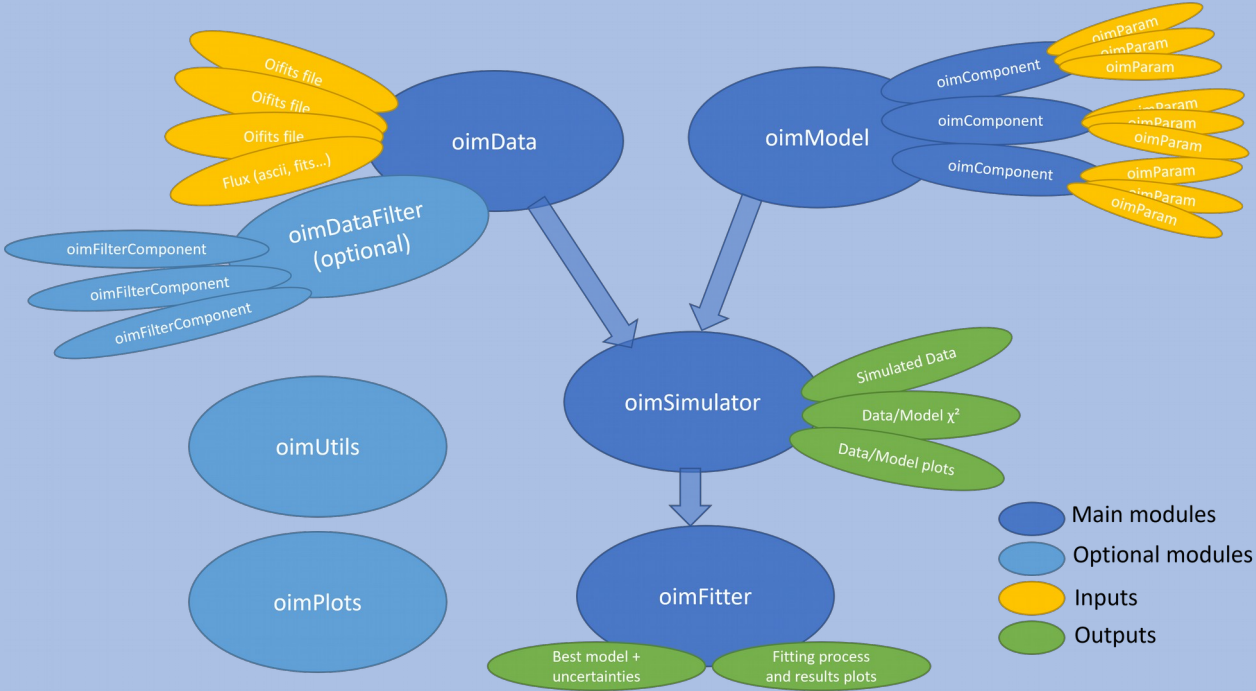 Oifits file
Oifits file
Oifits file
Flux (ascii, fits...)
oimData
oimDataFilter
(optional)
oimFilterComponent
oimFilterComponent
oimFilterComponent
oimModel
oimComponent
oimComponent
oimComponent
oimParam
oimParam
oimParam
oimParam
oimParam
oimParam
oimParam
oimParam
oimParam
oimSimulator
Simulated Data
Data/Model χ²
Data/Model plots
oimUtils
oimPlots
oimFitter
Best model +
uncertainties
Fitting process
and results plots
Main modules
Optional modules
Inputs
Outputs